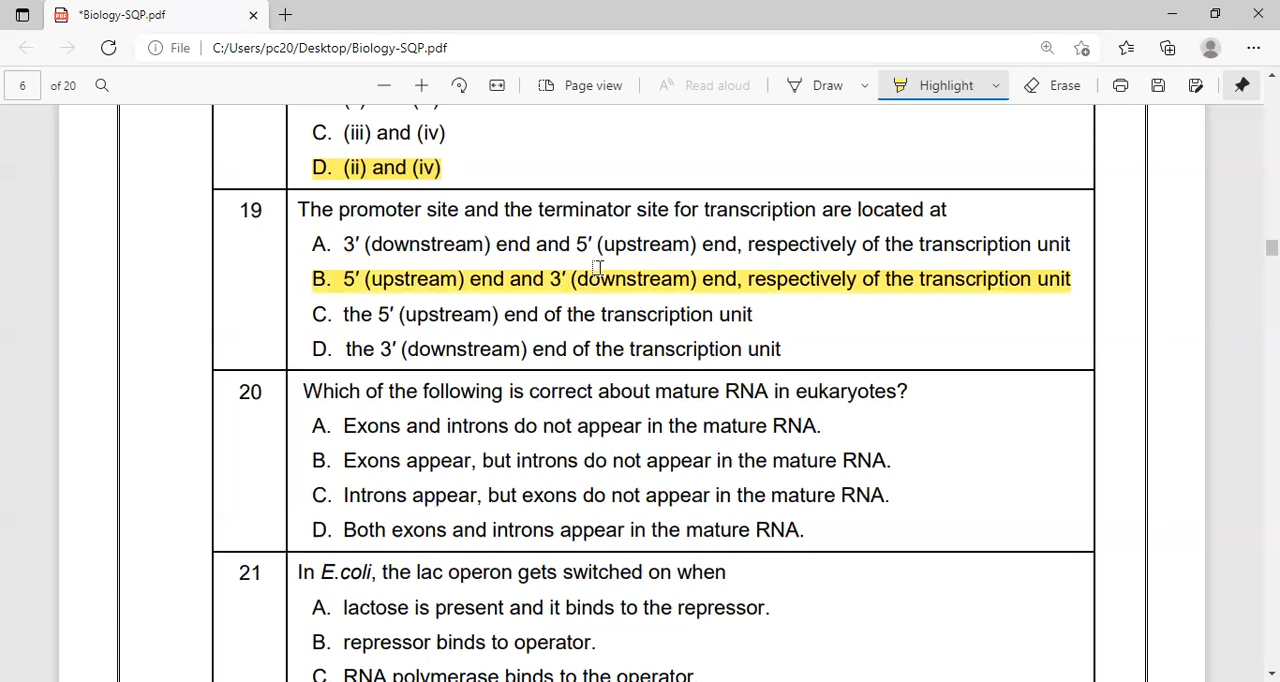 *Biology-SQP.pdf
File C:/Users/pc20/Desktop/Biology-SQP.pdf
6 of 20 Page view Read aloud Draw Highlight Erase
C. (iii) and (iv)
D. (ii) and (iv)
19 The promoter site and the terminator site for transcription are located at
A. 3′ (downstream) end and 5′ (upstream) end, respectively of the transcription unit
B. 5′ (upstream) end and 3′ (downstream) end, respectively of the transcription unit
C. the 5′ (upstream) end of the transcription unit
D. the 3′ (downstream) end of the transcription unit
20 Which of the following is correct about mature RNA in eukaryotes?
A. Exons and introns do not appear in the mature RNA.
B. Exons appear, but introns do not appear in the mature RNA.
C. Introns appear, but exons do not appear in the mature RNA.
D. Both exons and introns appear in the mature RNA.
21 In E.coli, the lac operon gets switched on when
A. lactose is present and it binds to the repressor.
B. repressor binds to operator.
C. RNA polymerase binds to the operator